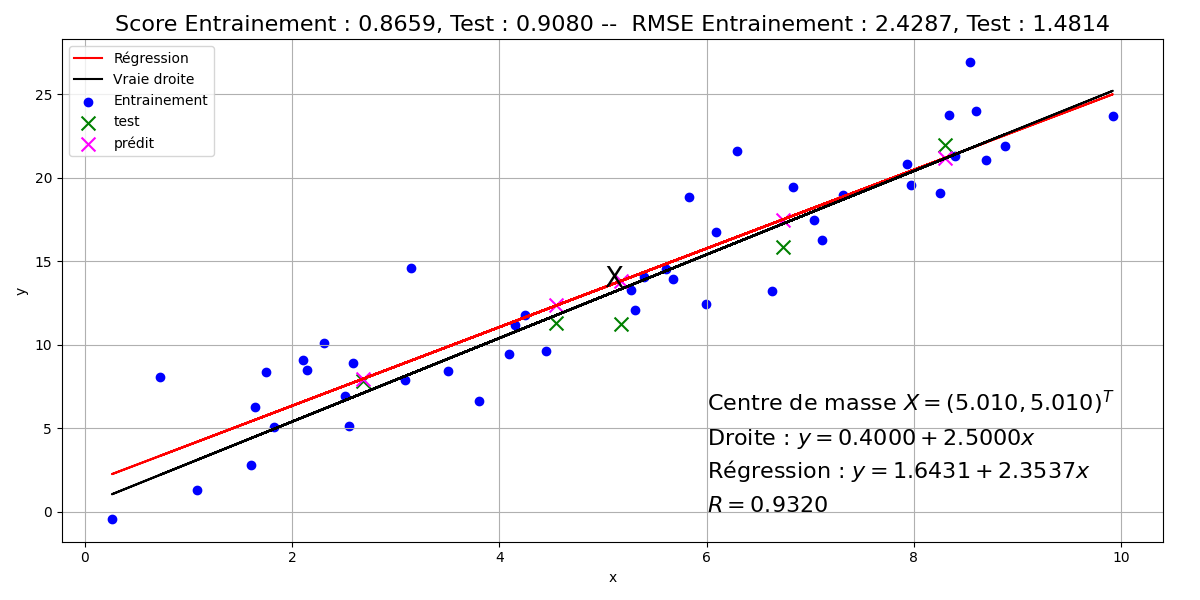 Score Entrainement : 0.8659, Test : 0.9080 -- RMSE Entrainement : 2.4287, Test : 1.4814
Régression
Vraie droite
Entrainement
test
prédit
25
20
15
10
5
0
y
X
Centre de masse X = (5.010, 5.010)^T
Droite : y = 0.4000 + 2.5000x
Régression : y = 1.6431 + 2.3537x
R = 0.9320
0 2 4 6 8 10
x